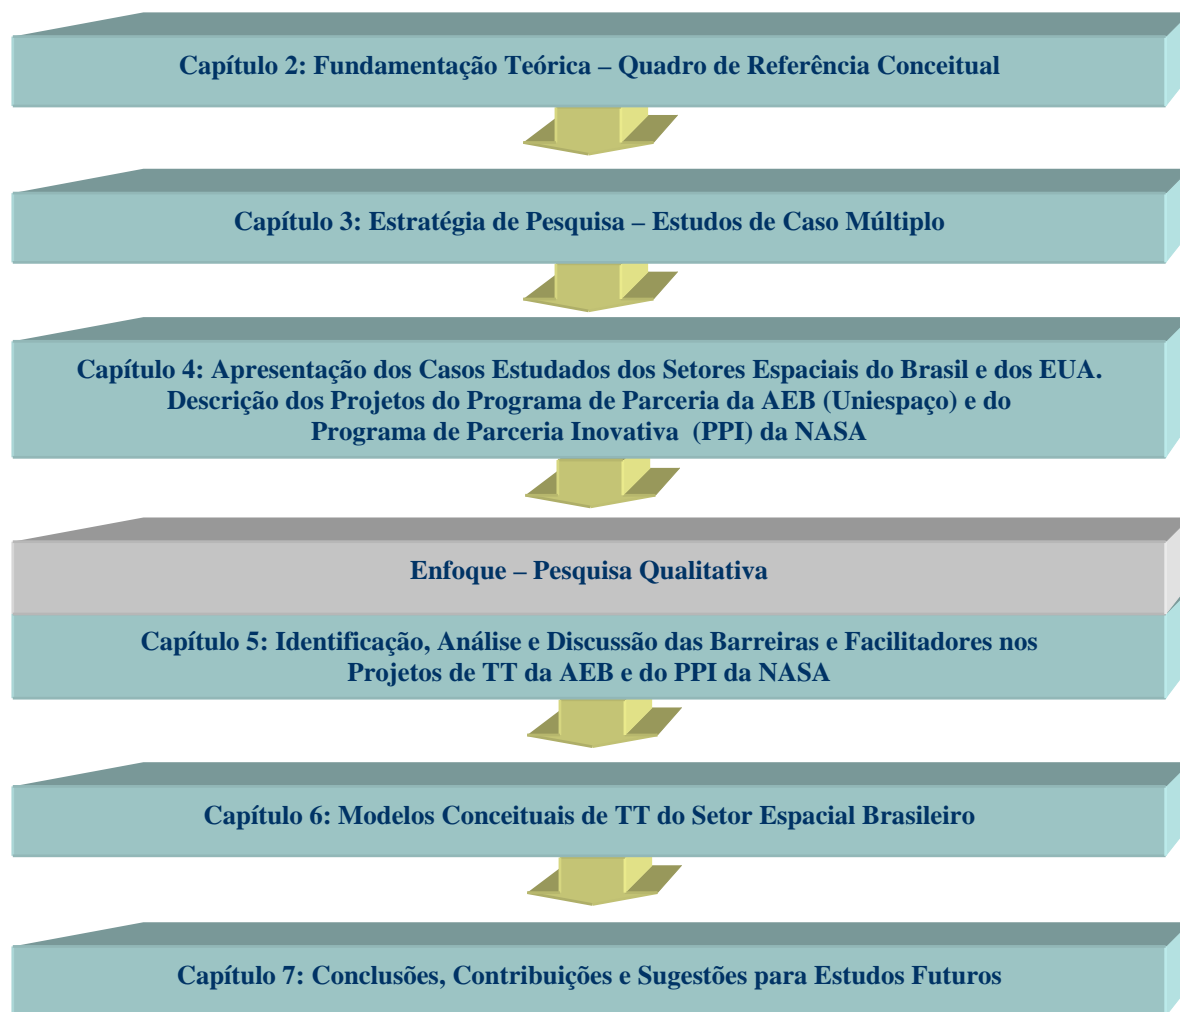 Capítulo 2: Fundamentação Teórica – Quadro de Referência Conceitual
Capítulo 3: Estratégia de Pesquisa – Estudos de Caso Múltiplo
Capítulo 4: Apresentação dos Casos Estudados dos Setores Espaciais do Brasil e dos EUA.
Descrição dos Projetos do Programa de Parceria da AEB (Uniespaço) e do
Programa de Parceria Inovativa (PPI) da NASA
Enfoque – Pesquisa Qualitativa
Capítulo 5: Identificação, Análise e Discussão das Barreiras e Facilitadores nos
Projetos de TT da AEB e do PPI da NASA
Capítulo 6: Modelos Conceituais de TT do Setor Espacial Brasileiro
Capítulo 7: Conclusões, Contribuições e Sugestões para Estudos Futuros